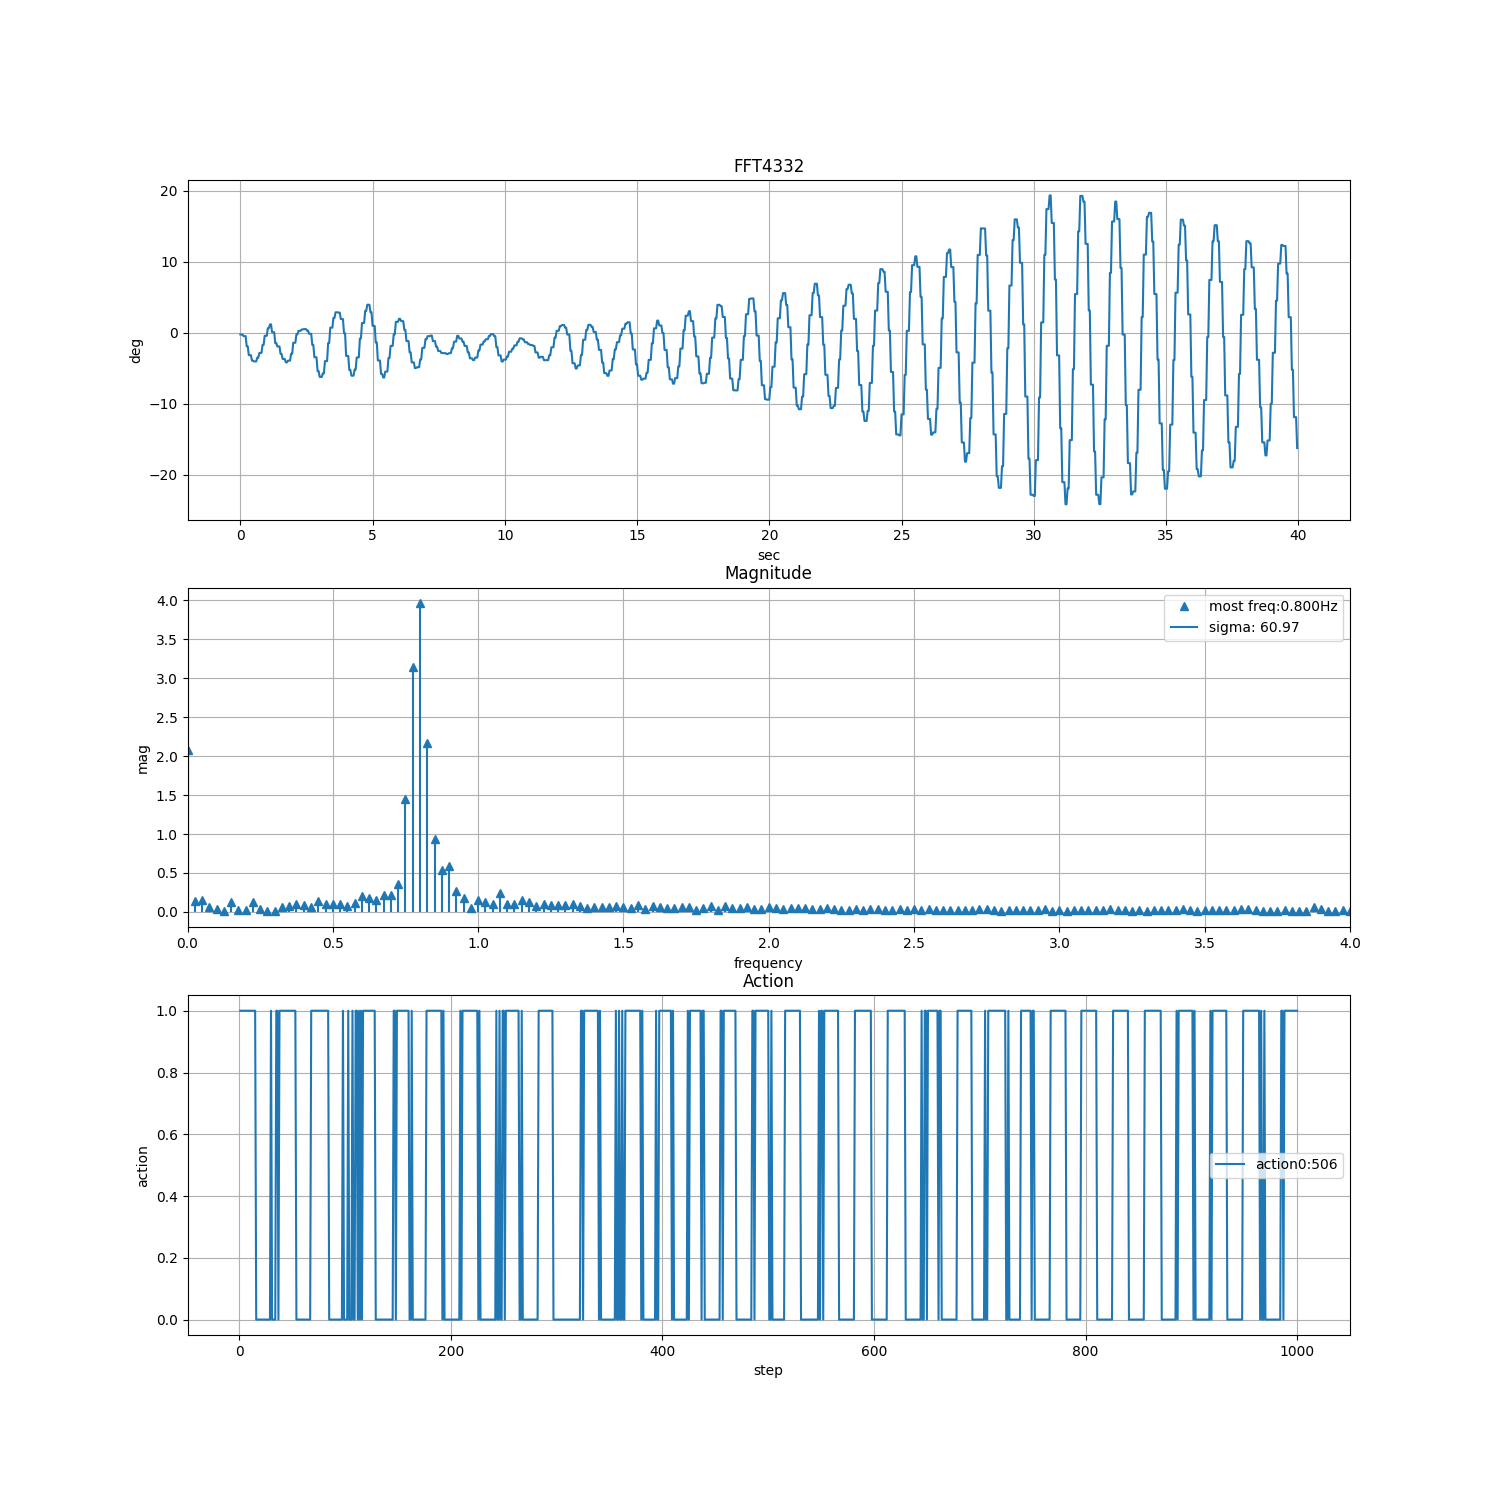 FFT4332
20
10
0
−10
−20
deg
0 5 10 15 20 25 30 35 40
sec
Magnitude
4.0
3.5
3.0
2.5
2.0
1.5
1.0
0.5
0.0
mag
most freq:0.800Hz
sigma: 60.97
0.0 0.5 1.0 1.5 2.0 2.5 3.0 3.5 4.0
frequency
Action
1.0
0.8
0.6
0.4
0.2
0.0
action
action0:506
0 200 400 600 800 1000
step